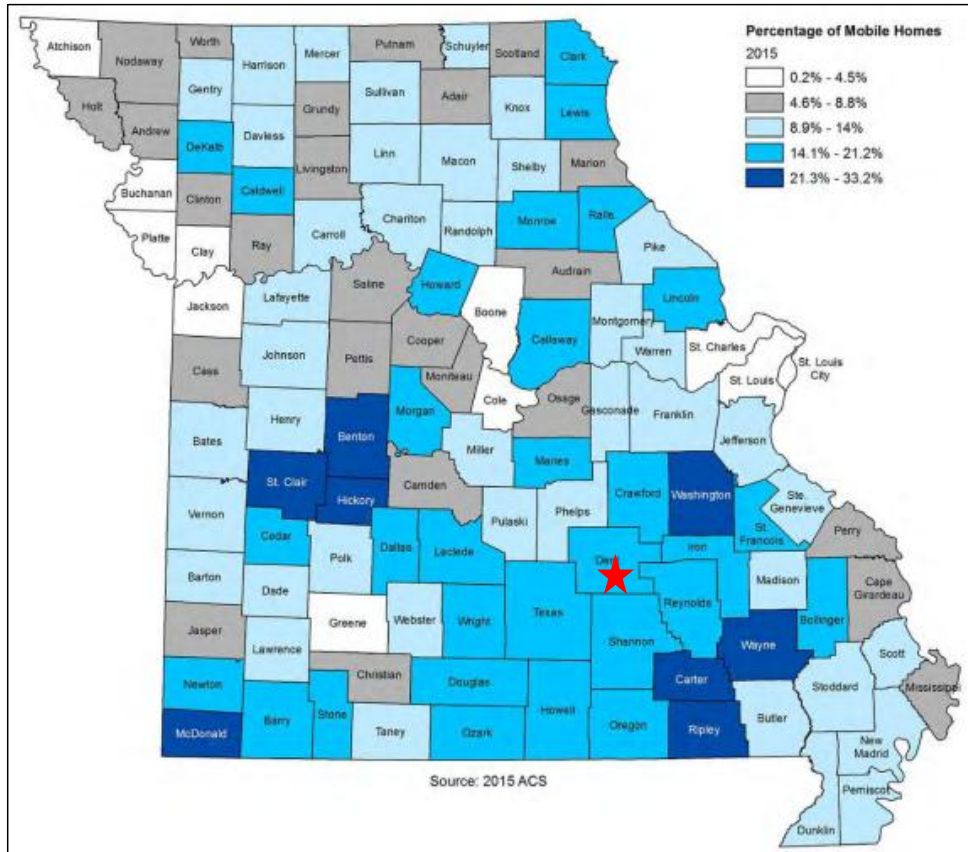 Percentage of Mobile Homes
2015
0.2% - 4.5%
4.6% - 8.8%
8.9% - 14%
14.1% - 21.2%
21.3% - 33.2%
Atchison
Nodaway
Worth
Harrison
Mercer
Putnam
Schuyler
Scotland
Clark
Gentry
Sullivan
Adair
Knox
Lewis
Holt
Andrew
Grundy
DeKalb
Daviess
Linn
Macon
Shelby
Marion
Livingston
Buchanan
Clinton
Caldwell
Chariton
Randolph
Monroe
Ralls
Pike
Platte
Clay
Ray
Carroll
Audrain
Jackson
Lafayette
Saline
Howard
Boone
Callaway
Montgomery
Lincoln
Warren
St. Charles
St. Louis
St. Louis
City
Cass
Johnson
Pettis
Cooper
Moniteau
Cole
Osage
Gasconade
Franklin
Jefferson
Bates
Henry
Benton
Morgan
Miller
Maries
St. Clair
Hickory
Camden
Pulaski
Phelps
Crawford
Washington
Ste.
Genevieve
St.
Francois
Perry
Vernon
Cedar
Polk
Dallas
Laclede
Iron
Madison
Cape
Girardeau
Barton
Dade
Greene
Webster
Wright
Texas
Shannon
Reynolds
Bollinger
Jasper
Lawrence
Christian
Douglas
Carter
Wayne
Stoddard
Scott
Mississippi
Newton
McDonald
Barry
Stone
Taney
Ozark
Howell
Oregon
Ripley
Butler
New
Madrid
Pemiscot
Dunklin
Source: 2015 ACS